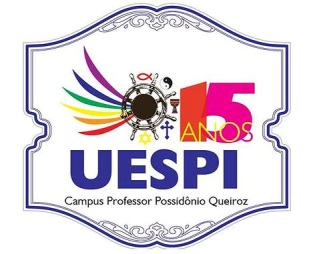 15
ANOS
UESPI
Campus Professor Possidônio Queiroz